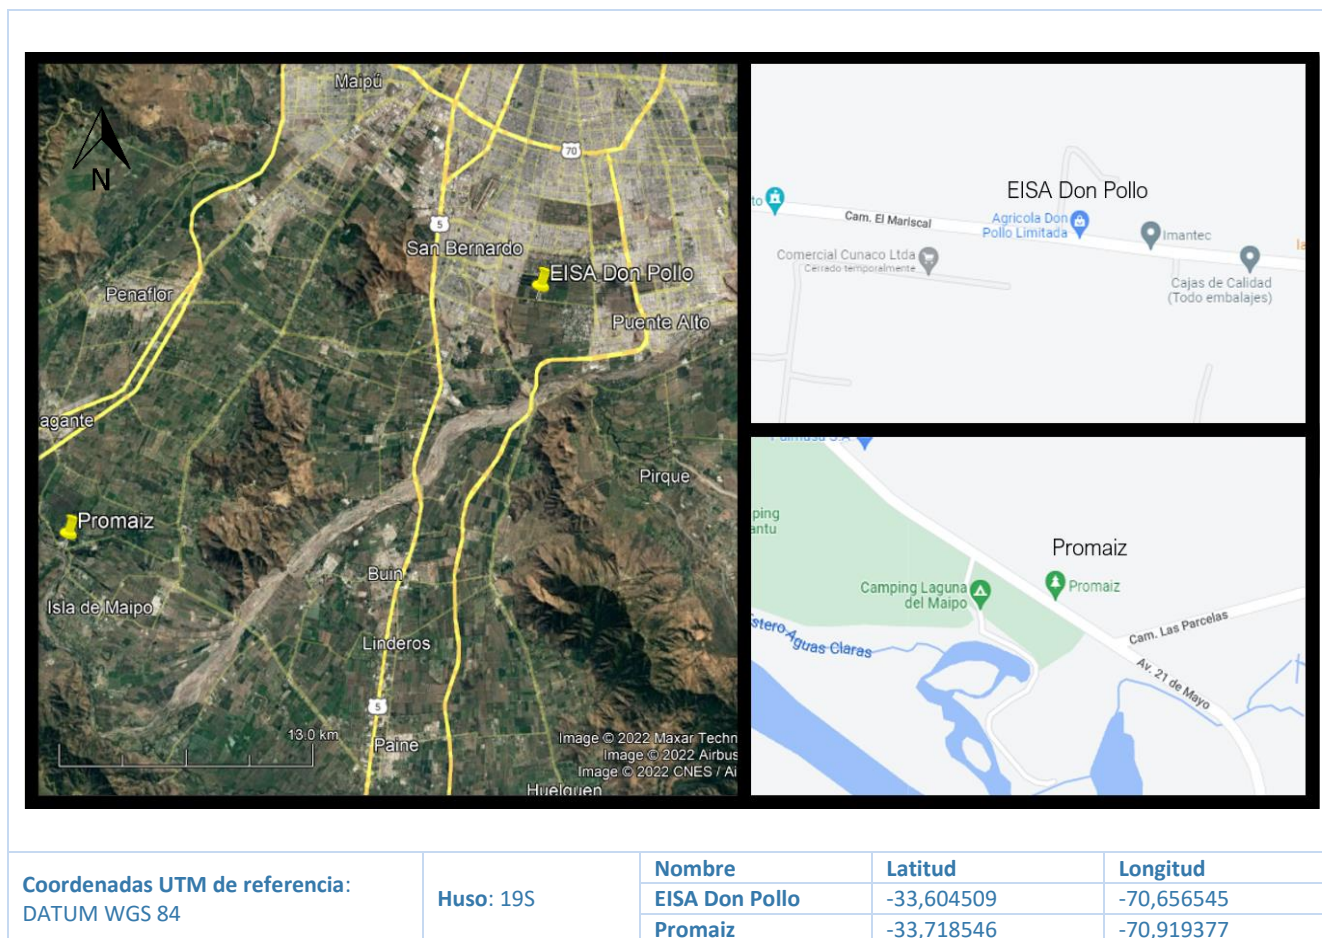 Maipú
N
70
5
San Bernardo
EISA Don Pollo
Peñaflor
Puente Alto
agante
Pirque
Promaiz
Buin
Isla de Maipo
Linderos
5
13.0 km
Paine
Image © 2022 Maxar Techn
Image © 2022 Airbus
Image © 2022 CNES / Ai
Huelquen
EISA Don Pollo
to
Cam. El Mariscal
Agricola Don
Pollo Limitada
Imantec
la
Comercial Cunaco Ltda
Cerrado temporalmente
Cajas de Calidad
(Todo embalajes)
ping
antu
Promaiz
Camping Laguna
del Maipo
Promaiz
Estero Aguas Claras
Cam. Las Parcelas
Av. 21 de Mayo
Coordenadas UTM de referencia:
DATUM WGS 84
Huso: 19S
Nombre Latitud Longitud
EISA Don Pollo -33,604509 -70,656545
Promaiz -33,718546 -70,919377